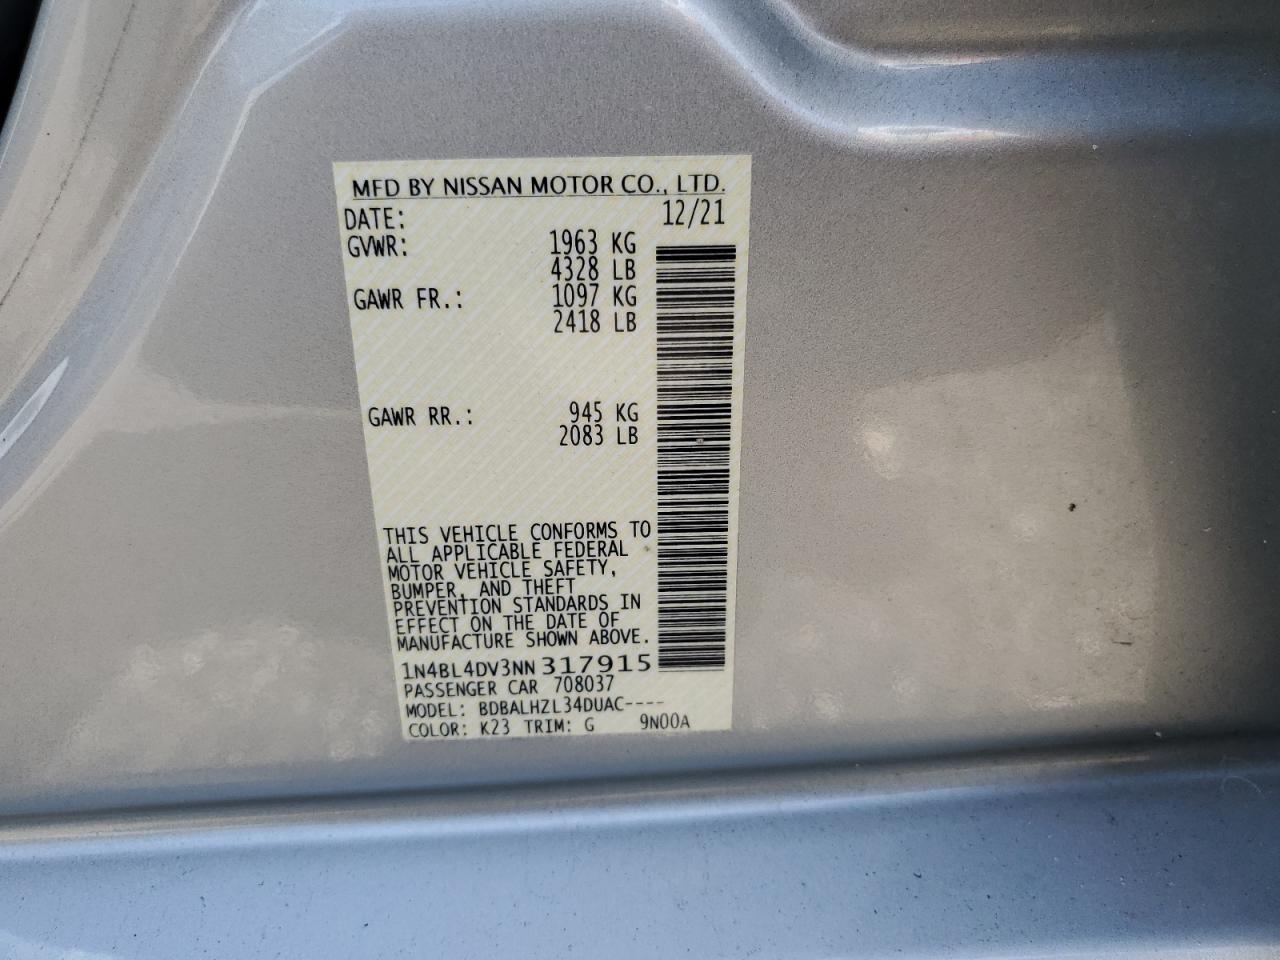 MFD BY NISSAN MOTOR CO., LTD.
DATE: 12/21
GVWR: 1963 KG
4328 LB
GAWR FR.: 1097 KG
2418 LB
GAWR RR.: 945 KG
2083 LB
THIS VEHICLE CONFORMS TO
ALL APPLICABLE FEDERAL
MOTOR VEHICLE SAFETY,
BUMPER, AND THEFT
PREVENTION STANDARDS IN
EFFECT ON THE DATE OF
MANUFACTURE SHOWN ABOVE.
1N4BL4DV3NN317915
PASSENGER CAR 708037
MODEL: BDBALHZL34DUAC----
COLOR: K23 TRIM: G 9N00A